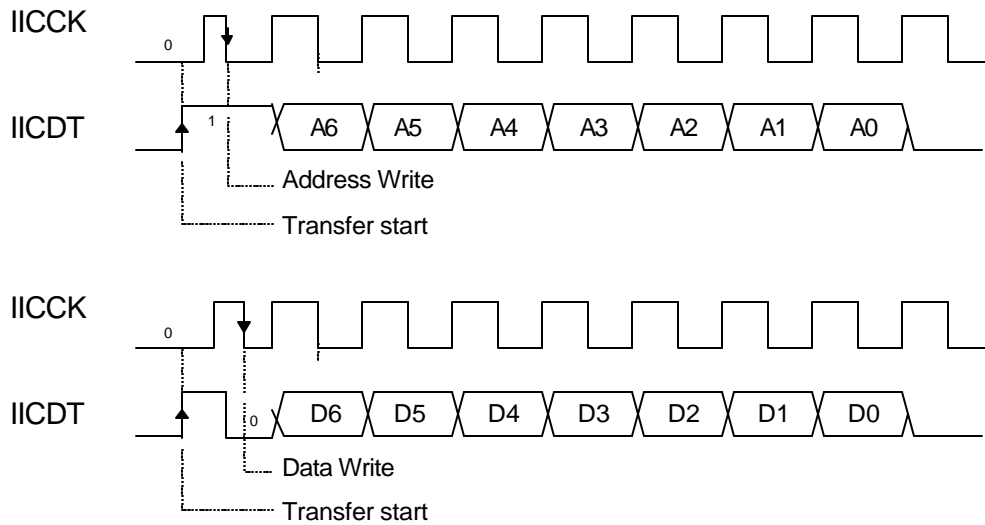 IICCK
0
IICDT
1
A6 A5 A4 A3 A2 A1 A0
Address Write
Transfer start
IICCK
0
IICDT
0
D6 D5 D4 D3 D2 D1 D0
Data Write
Transfer start